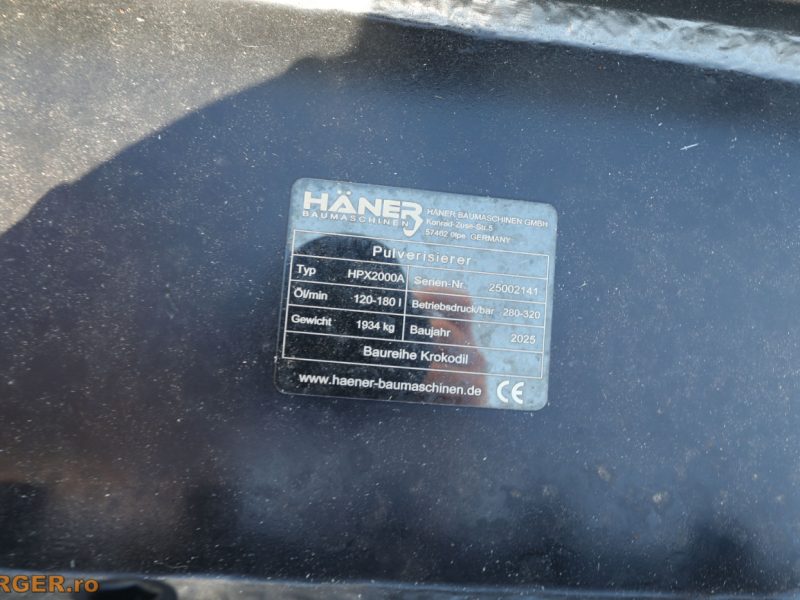 HÄNER
BAUMASCHINEN
HÄNER BAUMASCHINEN GMBH
Konrad-Zuse-Str.5
57462 Olpe GERMANY
Pulverisierer
Typ HPX2000A Serien-Nr. 25002141
Öl/min 120-180 l Betriebsdruck/bar 280-320
Gewicht 1934 kg Baujahr 2025
Baureihe Krokodil
www.haener-baumaschinen.de CE
RGER.ro